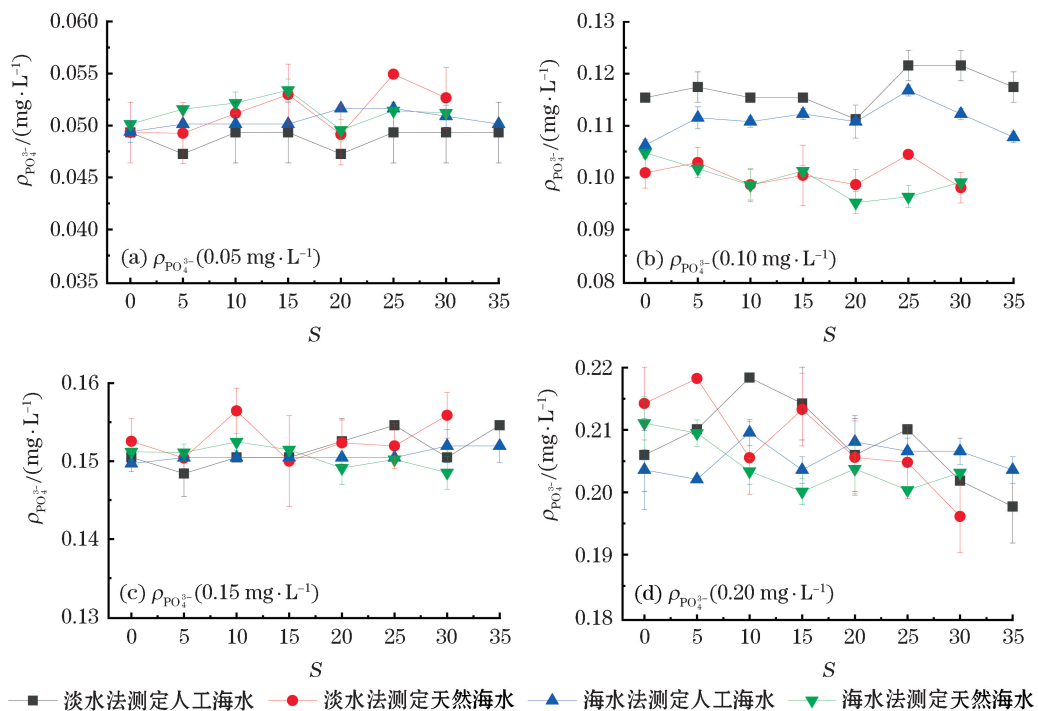 0.060
0.055
0.050
0.045
0.040
0.035
ρPO₄³⁻/(mg·L⁻¹)
(a) ρPO₄³⁻(0.05 mg·L⁻¹)
0 5 10 15 20 25 30 35
S
0.13
0.12
0.11
0.10
0.09
0.08
ρPO₄³⁻/(mg·L⁻¹)
(b) ρPO₄³⁻(0.10 mg·L⁻¹)
0 5 10 15 20 25 30 35
S
0.16
0.15
0.14
0.13
ρPO₄³⁻/(mg·L⁻¹)
(c) ρPO₄³⁻(0.15 mg·L⁻¹)
0 5 10 15 20 25 30 35
S
0.22
0.21
0.20
0.19
0.18
ρPO₄³⁻/(mg·L⁻¹)
(d) ρPO₄³⁻(0.20 mg·L⁻¹)
0 5 10 15 20 25 30 35
S
淡水法测定人工海水 淡水法测定天然海水 海水法测定人工海水 海水法测定天然海水